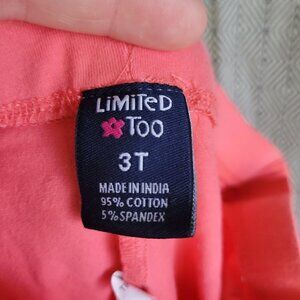 LiMiteD
Too
3T
MADE IN INDIA
95% COTTON
5% SPANDEX